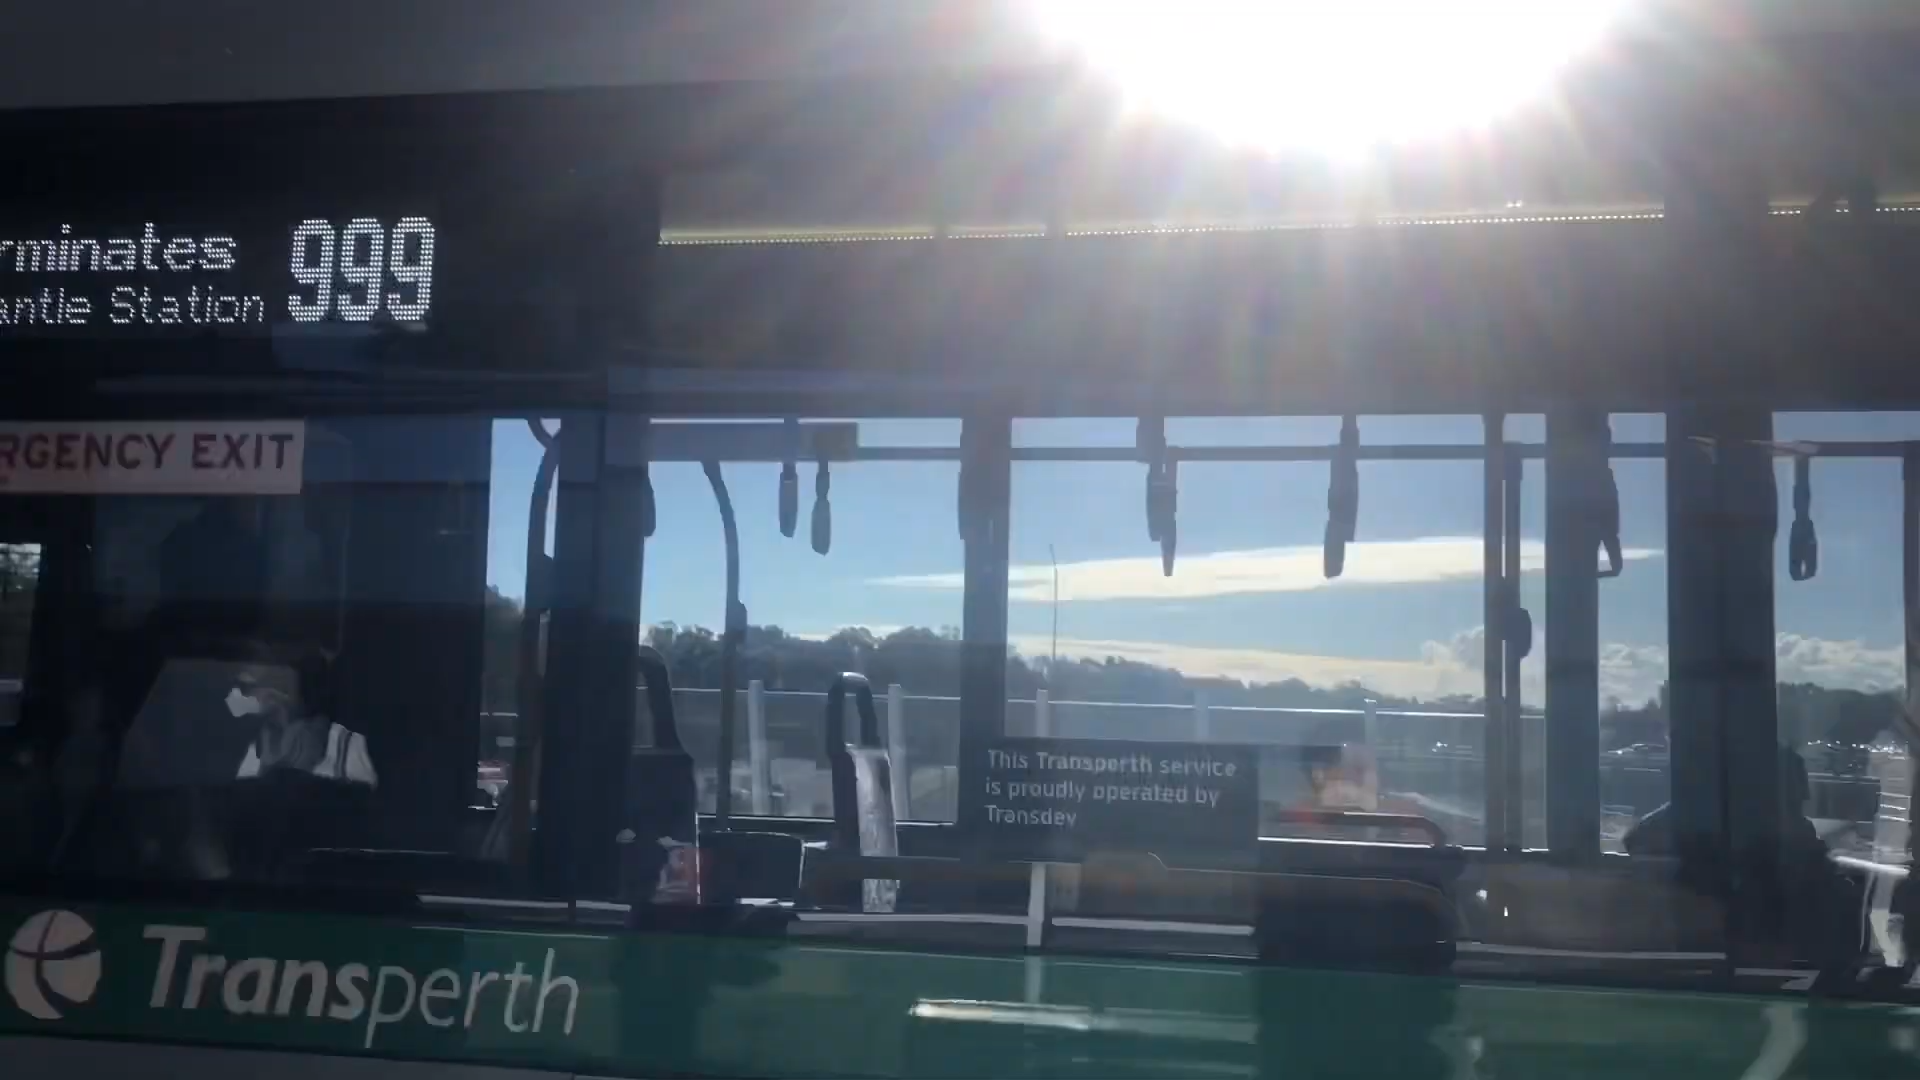 rminates
antle Station
999
RGENCY EXIT
This Transperth service
is proudly operated by
Transdev
Transperth